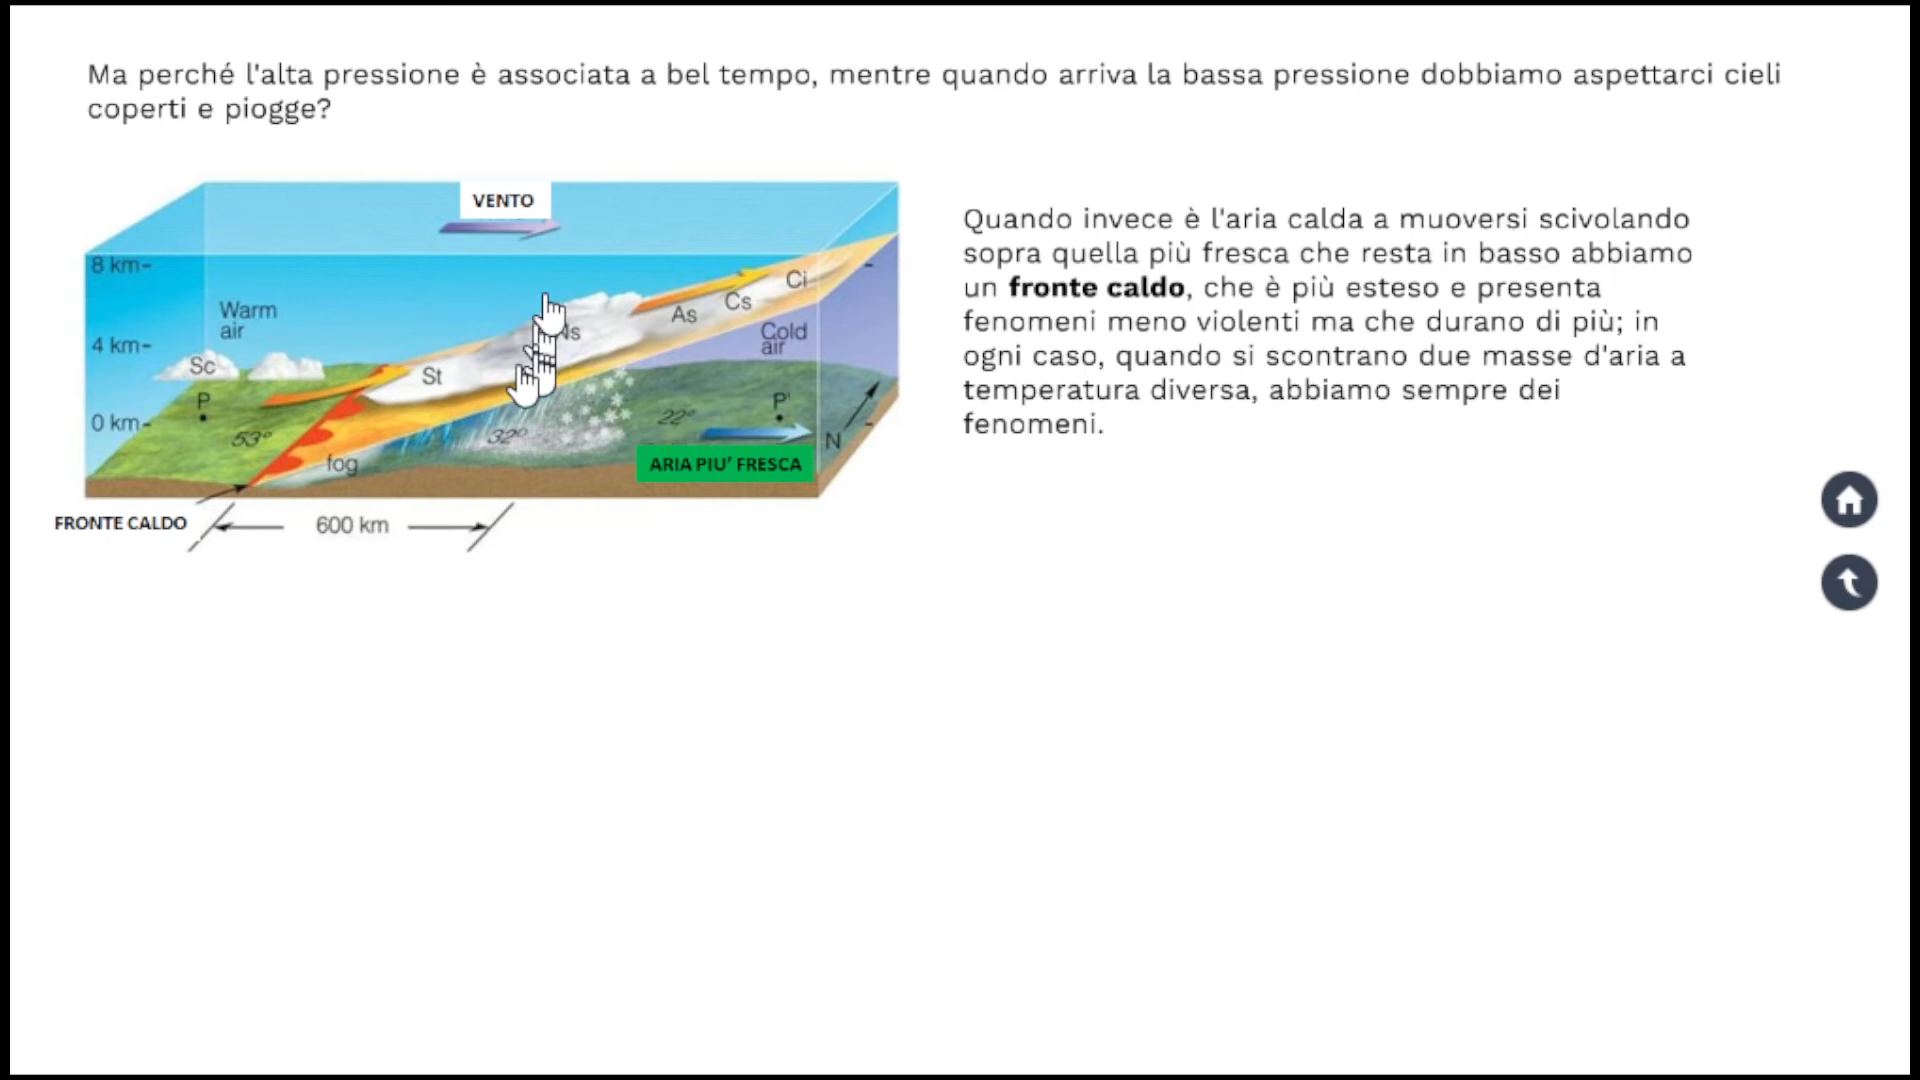 Ma perché l'alta pressione è associata a bel tempo, mentre quando arriva la bassa pressione dobbiamo aspettarci cieli
coperti e piogge?
VENTO
8 km-
Warm
air
4 km-
Sc
P
0 km-
53°
St
As
Cs
Ci
Cold
air
32°
22°
P'
N
fog
ARIA PIU' FRESCA
FRONTE CALDO
600 km
Quando invece è l'aria calda a muoversi scivolando
sopra quella più fresca che resta in basso abbiamo
un fronte caldo, che è più esteso e presenta
fenomeni meno violenti ma che durano di più; in
ogni caso, quando si scontrano due masse d'aria a
temperatura diversa, abbiamo sempre dei
fenomeni.